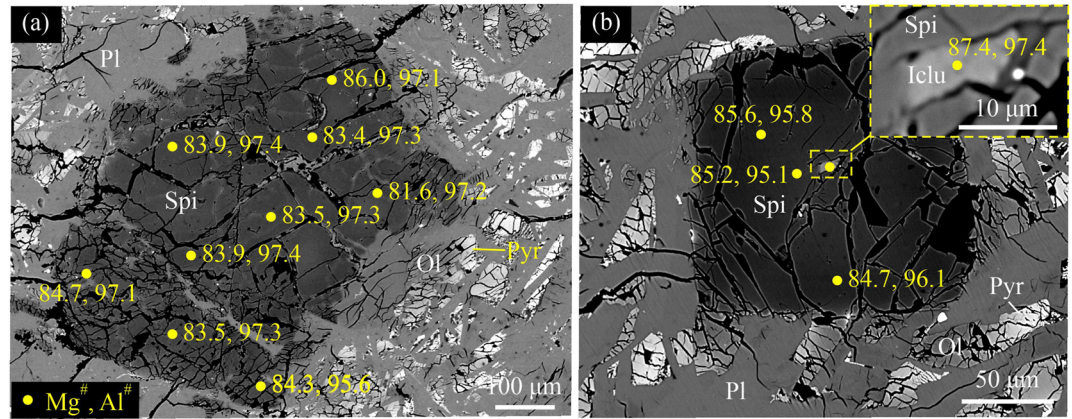 (a)
Pl
86.0, 97.1
83.9, 97.4
83.4, 97.3
81.6, 97.2
Spi
83.5, 97.3
83.9, 97.4
Pyr
Ol
84.7, 97.1
83.5, 97.3
84.3, 95.6
100 μm
Mg#, Al#
(b)
Spi
87.4, 97.4
Iclu
10 μm
85.6, 95.8
85.2, 95.1
Spi
84.7, 96.1
Pyr
Ol
Pl
50 μm